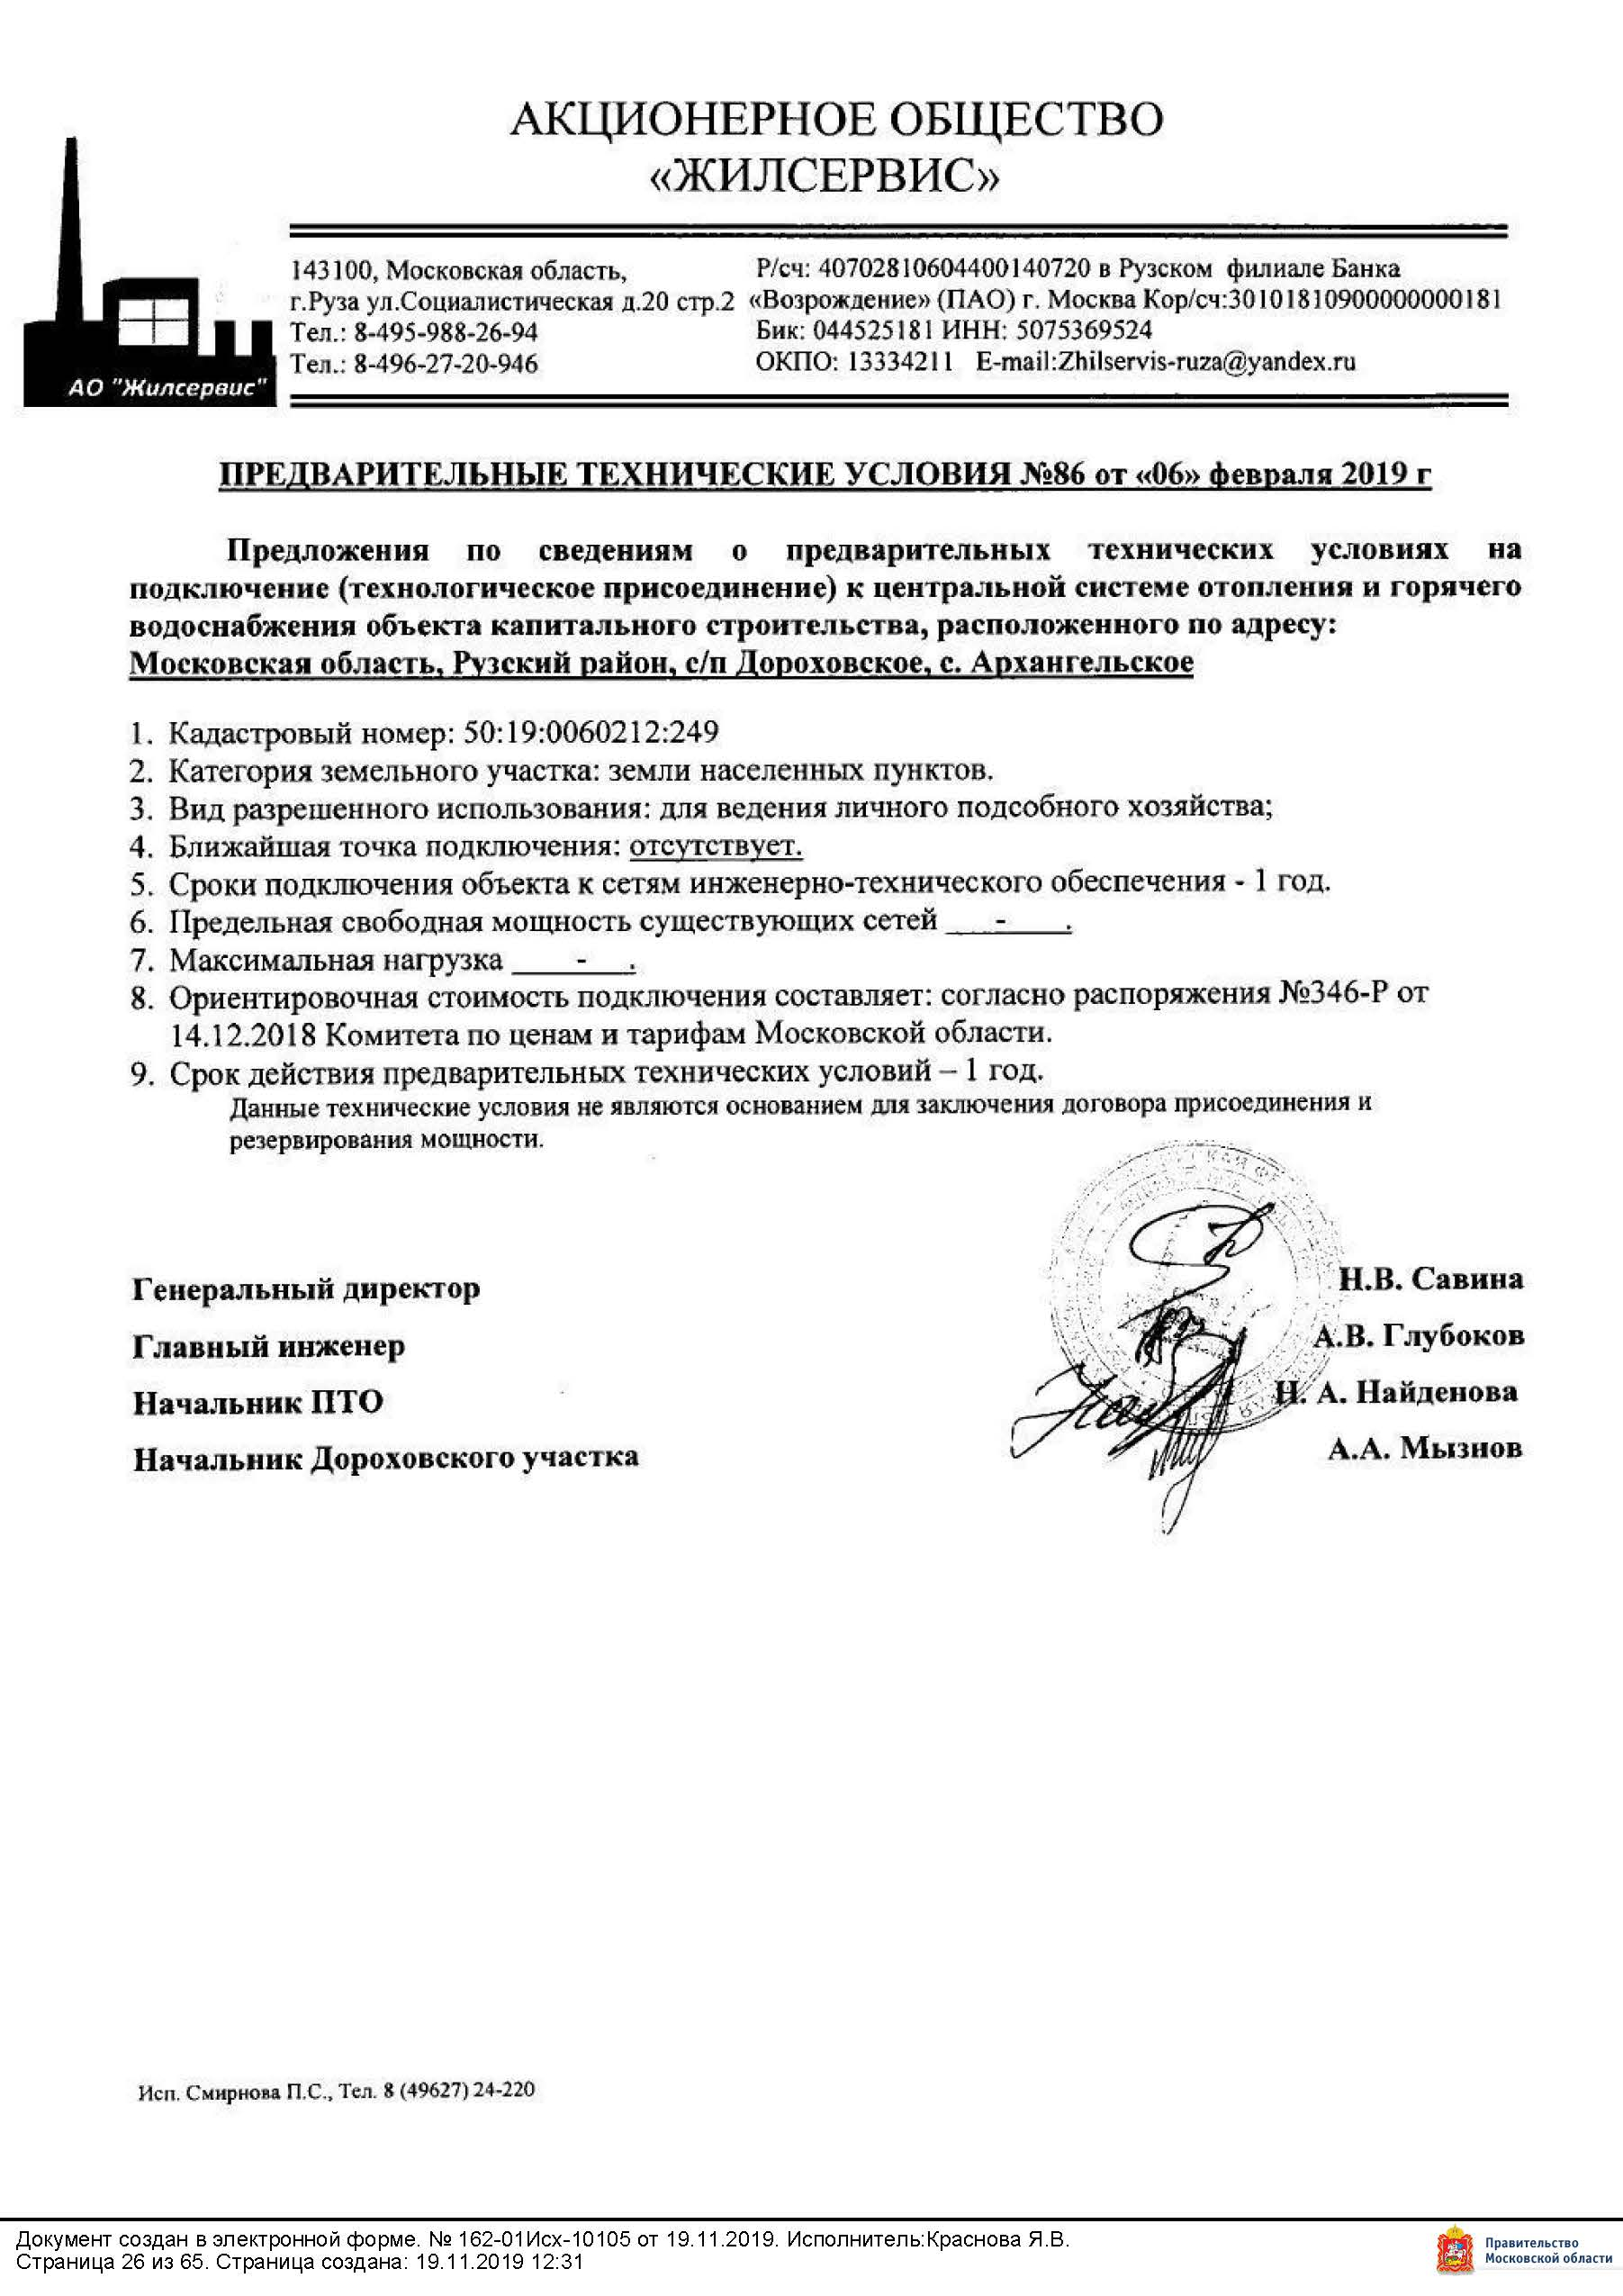 АКЦИОНЕРНОЕ ОБЩЕСТВО
«ЖИЛСЕРВИС»
АО "Жилсервис"
143100, Московская область,
г.Руза ул.Социалистическая д.20 стр.2
Тел.: 8-495-988-26-94
Тел.: 8-496-27-20-946
Р/сч: 40702810604400140720 в Рузском филиале Банка
«Возрождение» (ПАО) г. Москва Кор/сч:30101810900000000181
Бик: 044525181 ИНН: 5075369524
ОКПО: 13334211 E-mail:Zhilservis-ruza@yandex.ru
ПРЕДВАРИТЕЛЬНЫЕ ТЕХНИЧЕСКИЕ УСЛОВИЯ №86 от «06» февраля 2019 г
Предложения по сведениям о предварительных технических условиях на
подключение (технологическое присоединение) к центральной системе отопления и горячего
водоснабжения объекта капитального строительства, расположенного по адресу:
Московская область, Рузский район, с/п Дороховское, с. Архангельское
1. Кадастровый номер: 50:19:0060212:249
2. Категория земельного участка: земли населенных пунктов.
3. Вид разрешенного использования: для ведения личного подсобного хозяйства;
4. Ближайшая точка подключения: отсутствует.
5. Сроки подключения объекта к сетям инженерно-технического обеспечения - 1 год.
6. Предельная свободная мощность существующих сетей ___-____.
7. Максимальная нагрузка ____-___.
8. Ориентировочная стоимость подключения составляет: согласно распоряжения №346-Р от
14.12.2018 Комитета по ценам и тарифам Московской области.
9. Срок действия предварительных технических условий – 1 год.
Данные технические условия не являются основанием для заключения договора присоединения и
резервирования мощности.
Генеральный директор Н.В. Савина
Главный инженер А.В. Глубоков
Начальник ПТО Н. А. Найденова
Начальник Дороховского участка А.А. Мызнов
Исп. Смирнова П.С., Тел. 8 (49627) 24-220
Документ создан в электронной форме. № 162-01Исх-10105 от 19.11.2019. Исполнитель:Краснова Я.В.
Страница 26 из 65. Страница создана: 19.11.2019 12:31
Правительство
Московской области